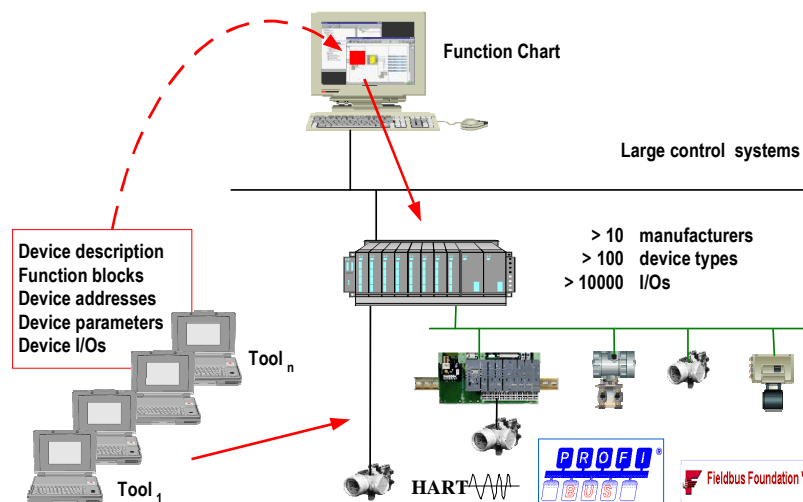 Function Chart
Large control systems
> 10 manufacturers
> 100 device types
> 10000 I/Os
Device description
Function blocks
Device addresses
Device parameters
Device I/Os
Tool n
Tool 1
HART
PROFI
BUS
®
Fieldbus Foundation